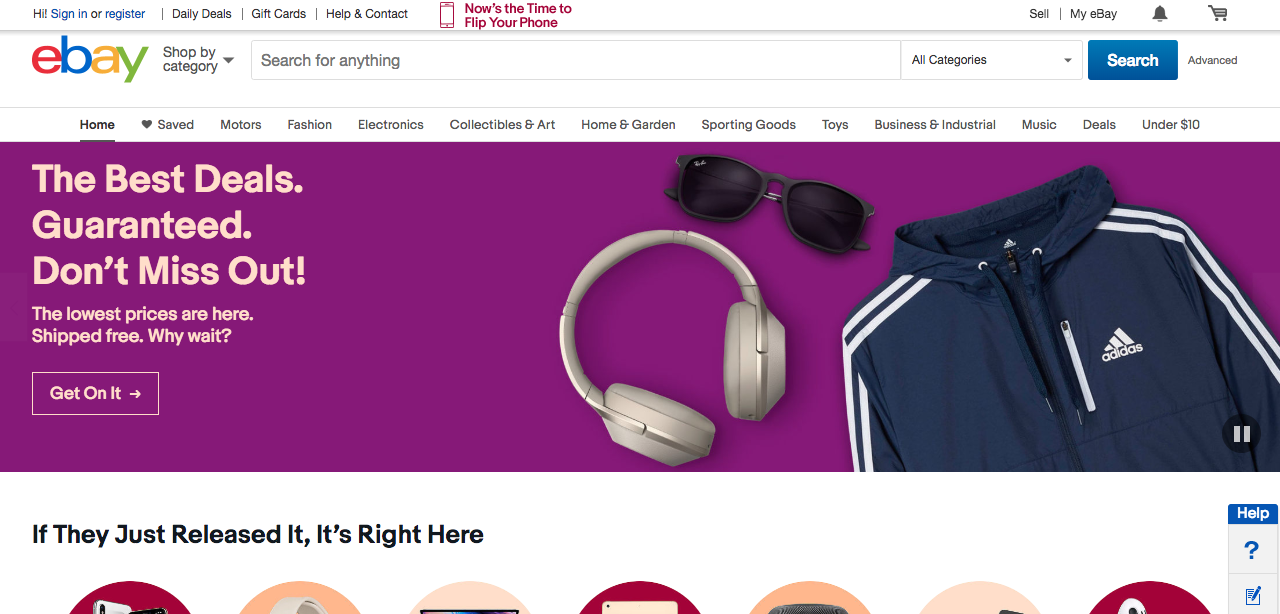 Hi! Sign in or register
Daily Deals
Gift Cards
Help & Contact
Now's the Time to
Flip Your Phone
Sell
My eBay
ebay
Shop by
category
Search for anything
All Categories
Search
Advanced
Home
Saved
Motors
Fashion
Electronics
Collectibles & Art
Home & Garden
Sporting Goods
Toys
Business & Industrial
Music
Deals
Under $10
The Best Deals.
Guaranteed.
Don't Miss Out!
The lowest prices are here.
Shipped free. Why wait?
Get On It →
Ray-Ban
adidas
If They Just Released It, It's Right Here
Help
?